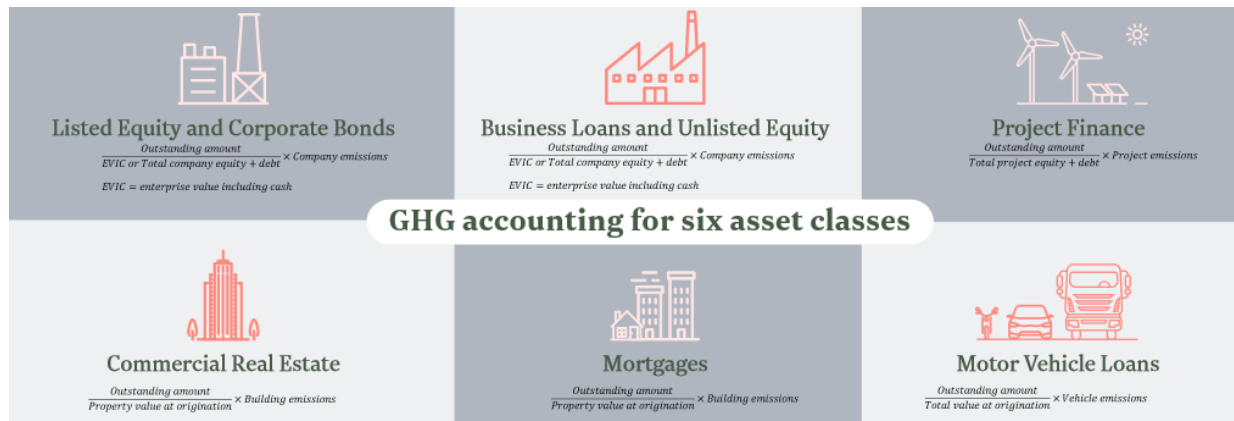 Listed Equity and Corporate Bonds
Outstanding amount
EVIC or Total company equity + debt × Company emissions
EVIC = enterprise value including cash
Business Loans and Unlisted Equity
Outstanding amount
EVIC or Total company equity + debt × Company emissions
EVIC = enterprise value including cash
Project Finance
Outstanding amount
Total project equity + debt × Project emissions
GHG accounting for six asset classes
Commercial Real Estate
Outstanding amount
Property value at origination × Building emissions
Mortgages
Outstanding amount
Property value at origination × Building emissions
Motor Vehicle Loans
Outstanding amount
Total value at origination × Vehicle emissions